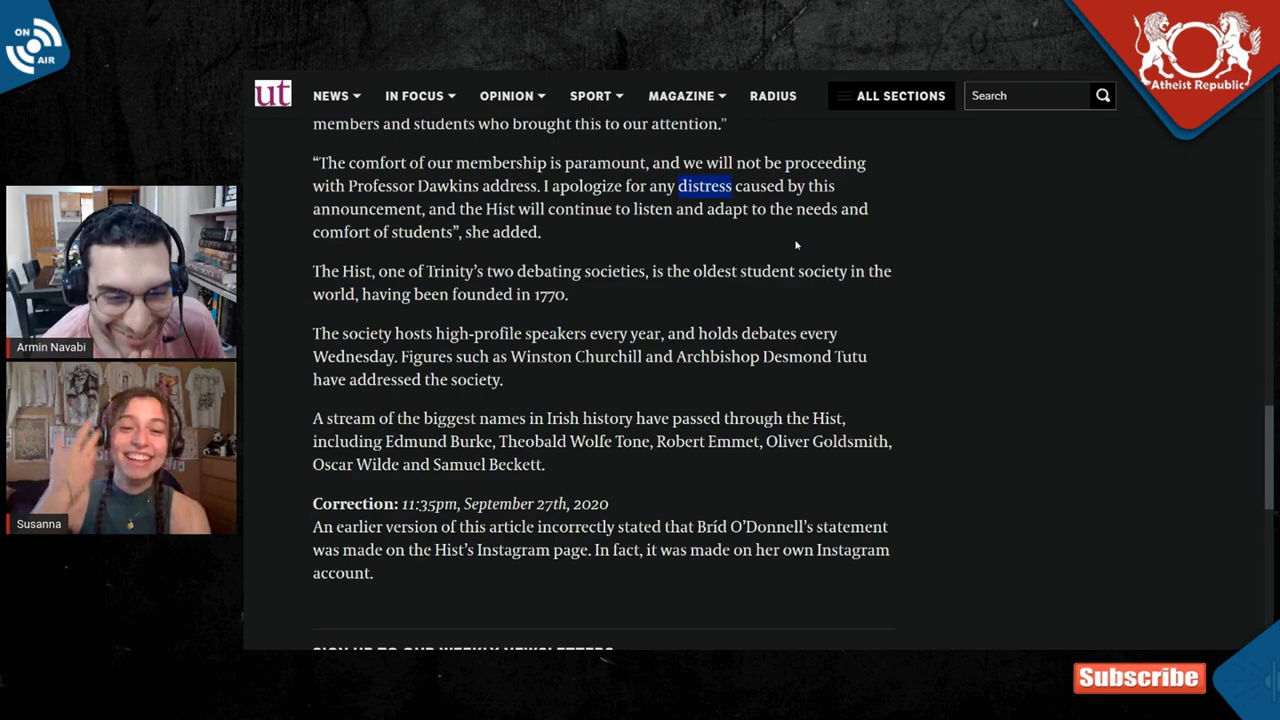 ON
AIR
ut
NEWS
IN FOCUS
OPINION
SPORT
MAGAZINE
RADIUS
ALL SECTIONS
Search
Atheist Republic
members and students who brought this to our attention.”
“The comfort of our membership is paramount, and we will not be proceeding
with Professor Dawkins address. I apologize for any distress caused by this
announcement, and the Hist will continue to listen and adapt to the needs and
comfort of students”, she added.
The Hist, one of Trinity’s two debating societies, is the oldest student society in the
world, having been founded in 1770.
The society hosts high-profile speakers every year, and holds debates every
Wednesday. Figures such as Winston Churchill and Archbishop Desmond Tutu
have addressed the society.
A stream of the biggest names in Irish history have passed through the Hist,
including Edmund Burke, Theobald Wolfe Tone, Robert Emmet, Oliver Goldsmith,
Oscar Wilde and Samuel Beckett.
Correction: 11:35pm, September 27th, 2020
An earlier version of this article incorrectly stated that Bríd O’Donnell’s statement
was made on the Hist’s Instagram page. In fact, it was made on her own Instagram
account.
SIGN UP TO OUR WEEKLY NEWSLETTERS
Armin Navabi
Susanna
Subscribe